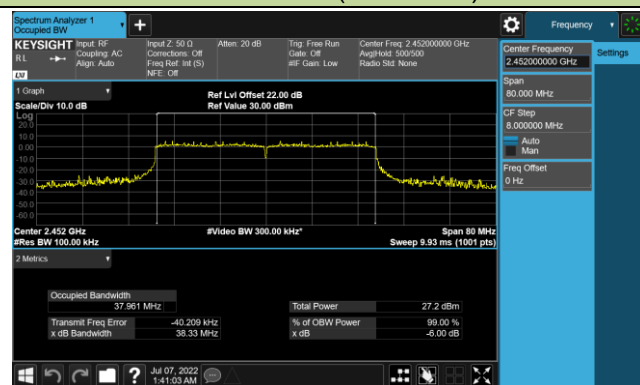 Spectrum Analyzer 1
Occupied BW
Frequency
KEYSIGHT
RL
LXI
Input: RF
Coupling: AC
Align: Auto
Input Z: 50 Ω
Corrections: Off
Freq Ref: Int (S)
NFE: Off
Atten: 20 dB
Trig: Free Run
Gate: Off
#IF Gain: Low
Center Freq: 2.452000000 GHz
Avg|Hold: 500/500
Radio Std: None
1 Graph
Scale/Div 10.0 dB
Ref Lvl Offset 22.00 dB
Ref Value 30.00 dBm
Log
20.0
10.0
0.00
-10.0
-20.0
-30.0
-40.0
-50.0
-60.0
Center 2.452 GHz
#Res BW 100.00 kHz
#Video BW 300.00 kHz*
Span 80 MHz
Sweep 9.93 ms (1001 pts)
2 Metrics
Occupied Bandwidth
37.961 MHz
Transmit Freq Error -40.209 kHz
x dB Bandwidth 38.33 MHz
Total Power 27.2 dBm
% of OBW Power 99.00 %
x dB -6.00 dB
Center Frequency
2.452000000 GHz
Span
80.000 MHz
CF Step
8.000000 MHz
Auto
Man
Freq Offset
0 Hz
Settings
Jul 07, 2022
1:41:03 AM